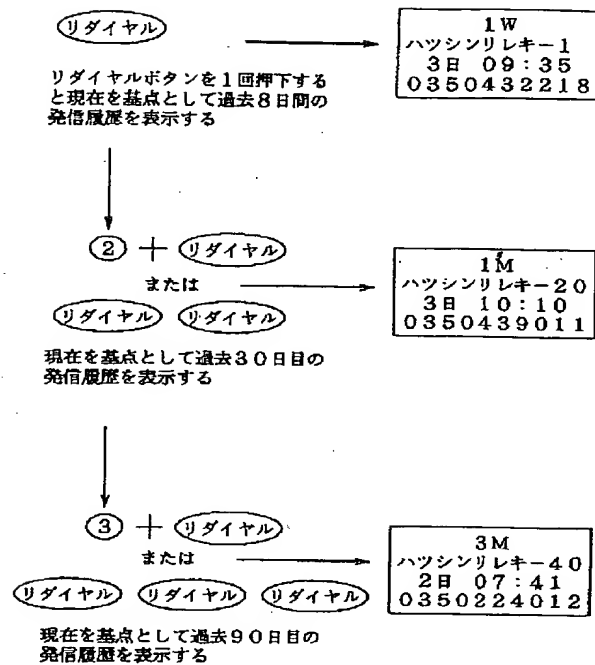 リダイヤル
リダイヤルボタンを1回押下する
と現在を基点として過去8日間の
発信履歴を表示する
1W
ハツシンリレキー1
3日 09:35
0350432218
② + リダイヤル
または
リダイヤル リダイヤル
現在を基点として過去30日目の
発信履歴を表示する
1M
ハツシンリレキー20
3日 10:10
0350439011
③ + リダイヤル
または
リダイヤル リダイヤル リダイヤル
現在を基点として過去90日目の
発信履歴を表示する
3M
ハツシンリレキー40
2日 07:41
0350224012